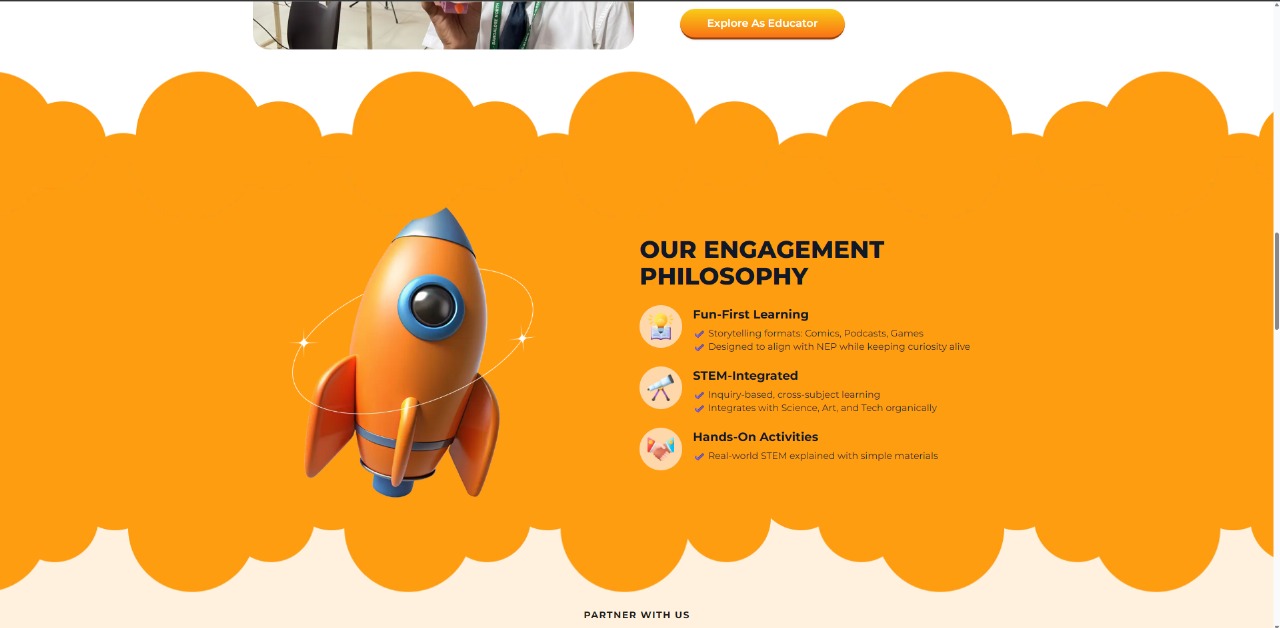 Explore As Educator
OUR ENGAGEMENT
PHILOSOPHY
Fun-First Learning
Storytelling formats: Comics, Podcasts, Games
Designed to align with NEP while keeping curiosity alive
STEM-Integrated
Inquiry-based, cross-subject learning
Integrates with Science, Art, and Tech organically
Hands-On Activities
Real-world STEM explained with simple materials
PARTNER WITH US